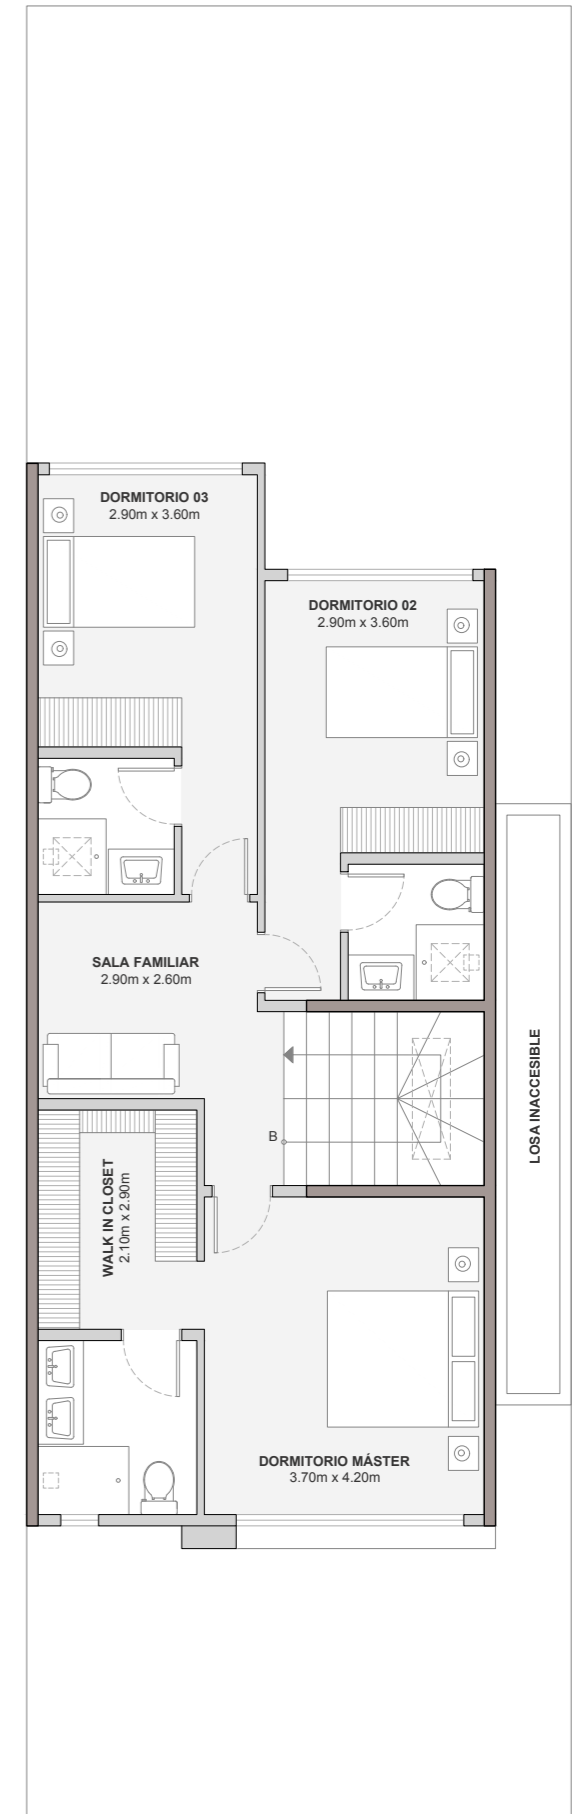 DORMITORIO 03
2.90m x 3.60m
DORMITORIO 02
2.90m x 3.60m
SALA FAMILIAR
2.90m x 2.60m
LOSA INACCESIBLE
B
WALK IN CLOSET
2.10m x 2.90m
DORMITORIO MÁSTER
3.70m x 4.20m